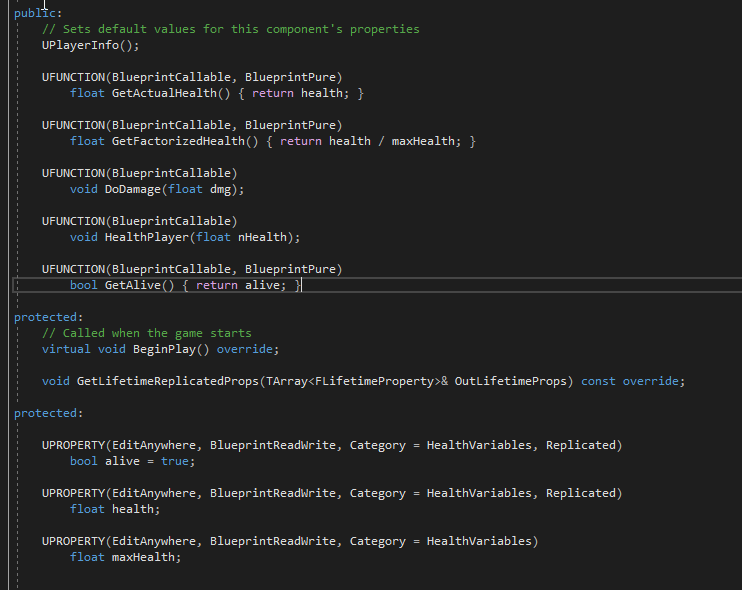 public:
// Sets default values for this component's properties
UPlayerInfo();
UFUNCTION(BlueprintCallable, BlueprintPure)
float GetActualHealth() { return health; }
UFUNCTION(BlueprintCallable, BlueprintPure)
float GetFactorizedHealth() { return health / maxHealth; }
UFUNCTION(BlueprintCallable)
void DoDamage(float dmg);
UFUNCTION(BlueprintCallable)
void HealthPlayer(float nHealth);
UFUNCTION(BlueprintCallable, BlueprintPure)
bool GetAlive() { return alive; }
protected:
// Called when the game starts
virtual void BeginPlay() override;
void GetLifetimeReplicatedProps(TArray<FLifetimeProperty>& OutLifetimeProps) const override;
protected:
UPROPERTY(EditAnywhere, BlueprintReadWrite, Category = HealthVariables, Replicated)
bool alive = true;
UPROPERTY(EditAnywhere, BlueprintReadWrite, Category = HealthVariables, Replicated)
float health;
UPROPERTY(EditAnywhere, BlueprintReadWrite, Category = HealthVariables)
float maxHealth;